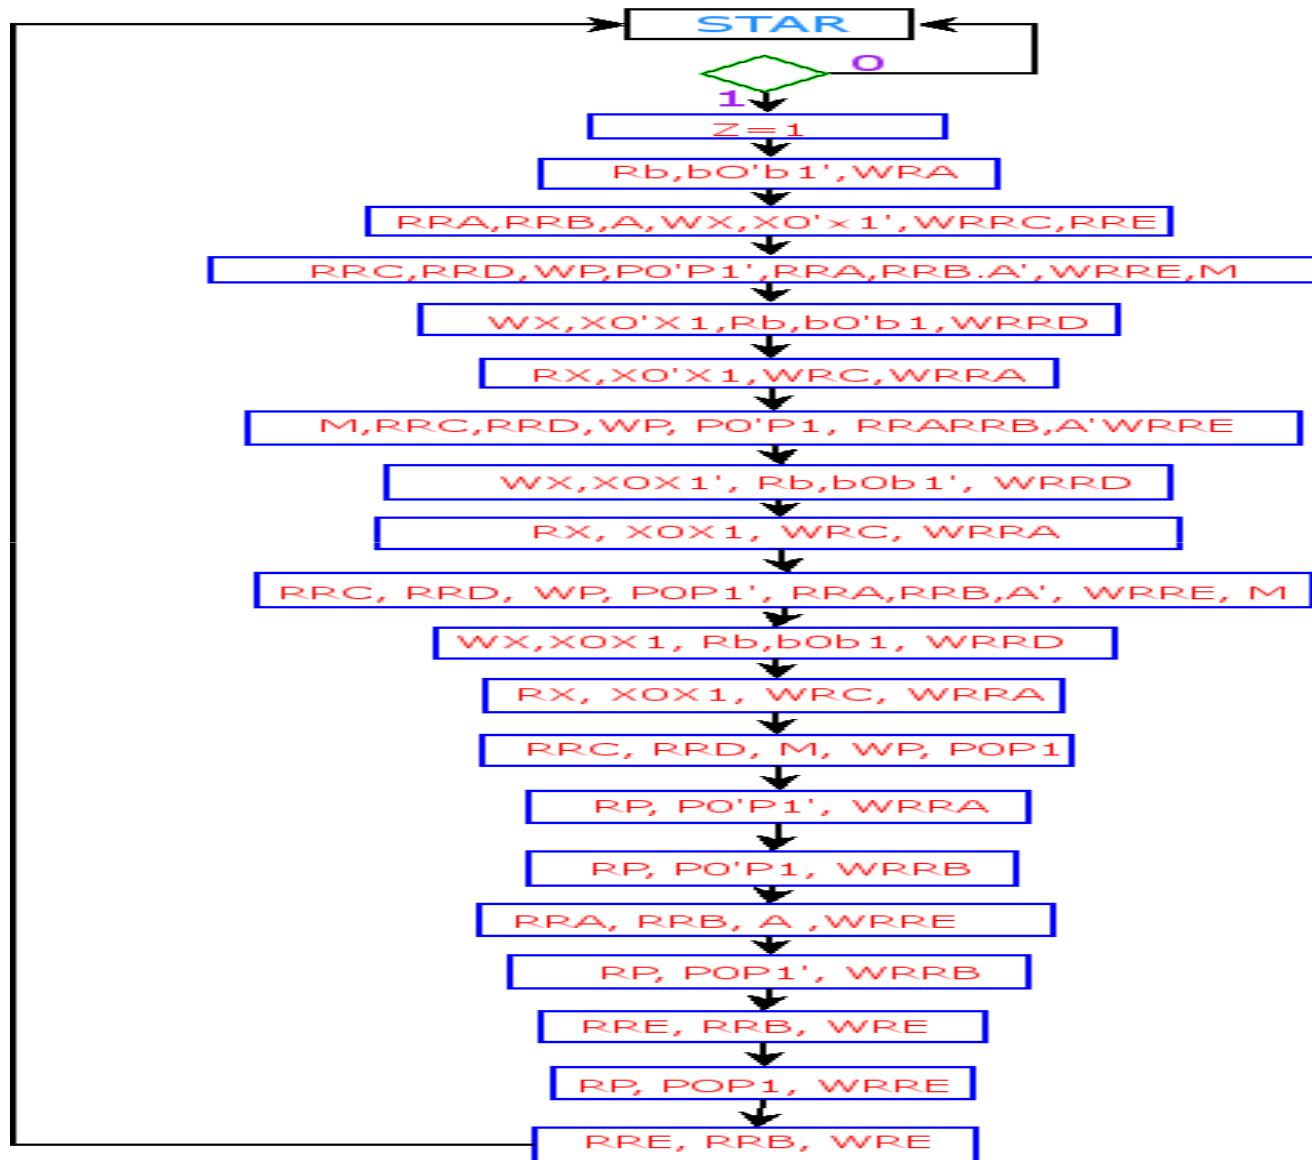 STAR
0
1
Z=1
Rb,b0'b1',WRA
RRA,RRB,A,WX,X0'x1',WRRC,RRE
RRC,RRD,WP,P0'P1',RRA,RRB.A',WRRE,M
WX,X0'X1,Rb,b0'b1,WRRD
RX,X0'X1,WRC,WRRA
M,RRC,RRD,WP, P0'P1, RRARRB,A'WRRE
WX,X0X1', Rb,b0b1', WRRD
RX, X0X1, WRC, WRRA
RRC, RRD, WP, P0P1', RRA,RRB,A', WRRE, M
WX,X0X1, Rb,b0b1, WRRD
RX, X0X1, WRC, WRRA
RRC, RRD, M, WP, P0P1
RP, P0'P1', WRRA
RP, P0'P1, WRRB
RRA, RRB, A ,WRRE
RP, P0P1', WRRB
RRE, RRB, WRE
RP, P0P1, WRRE
RRE, RRB, WRE